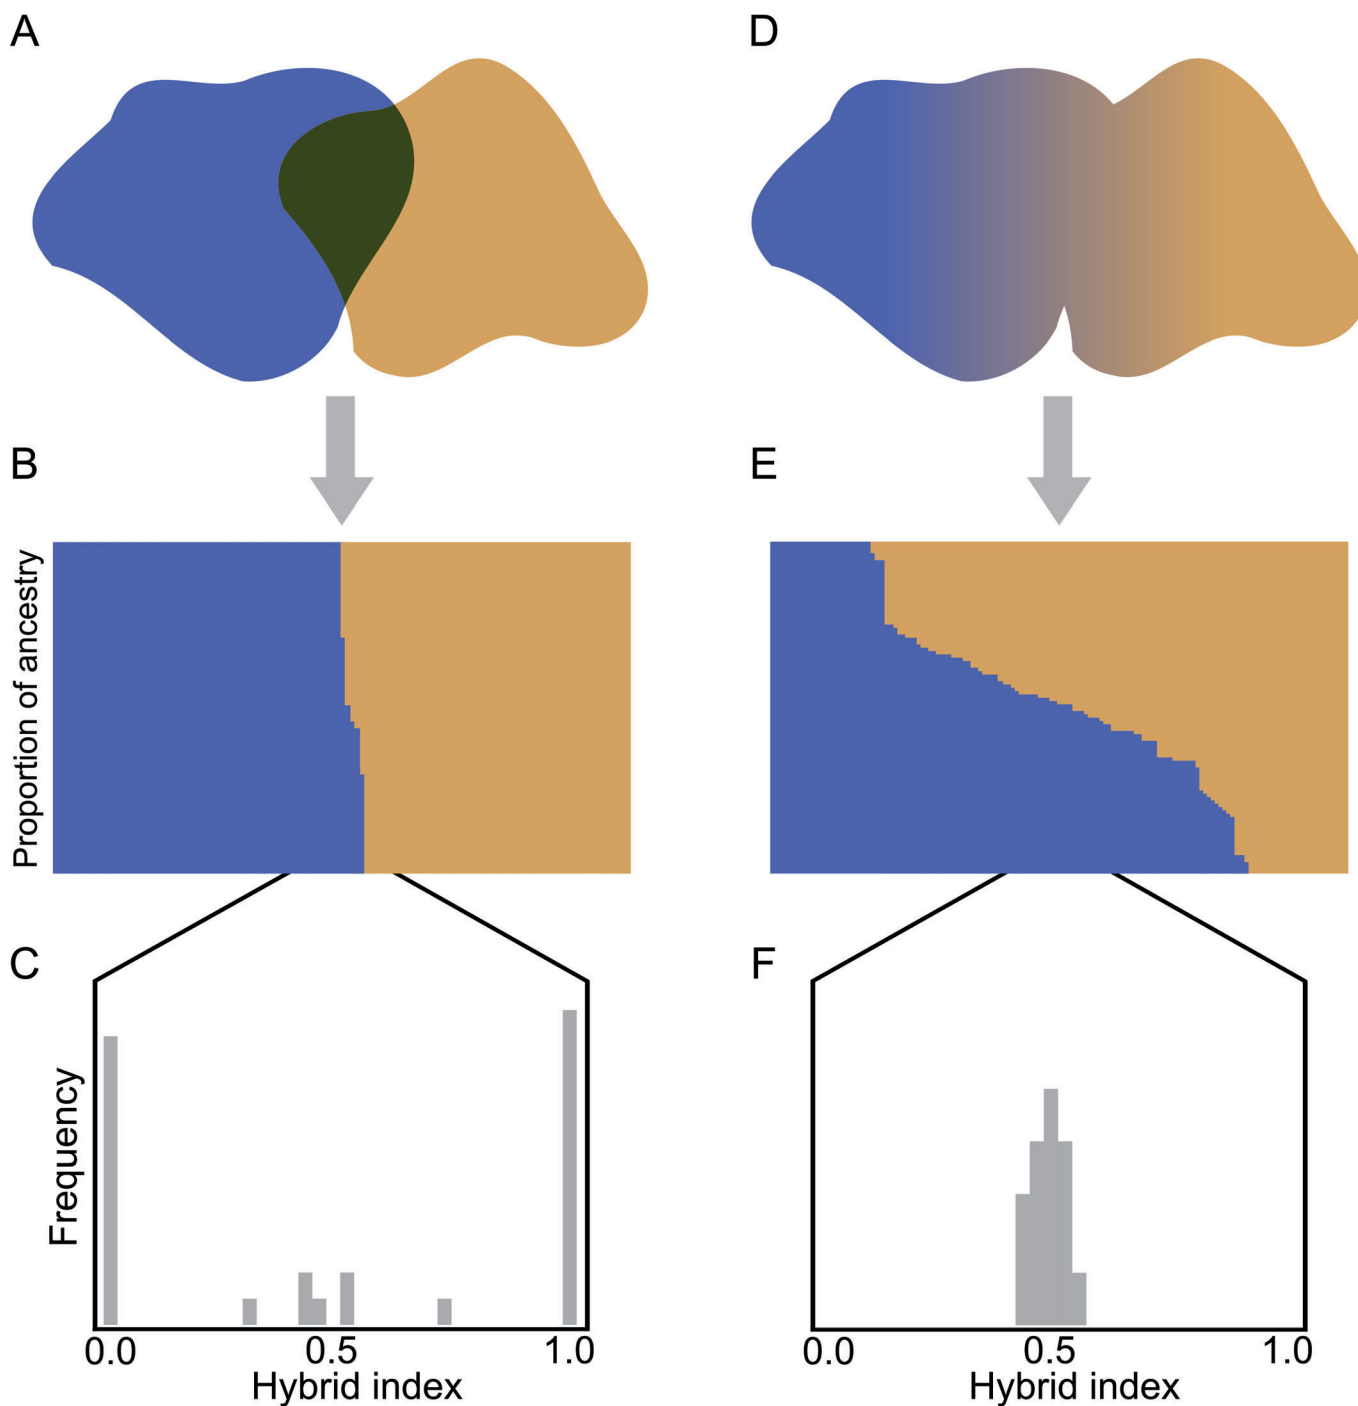 A
D
B
E
Proportion of ancestry
C
F
Frequency
0.0 0.5 1.0
Hybrid index
0.0 0.5 1.0
Hybrid index